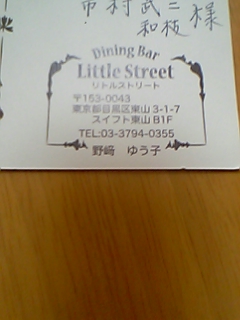 市村武二様
和枝
Dining Bar
Little Street
リトルストリート
〒153-0043
東京都目黒区東山 3-1-7
スイフト東山 B1F
TEL:03-3794-0355
野﨑 ゆう子